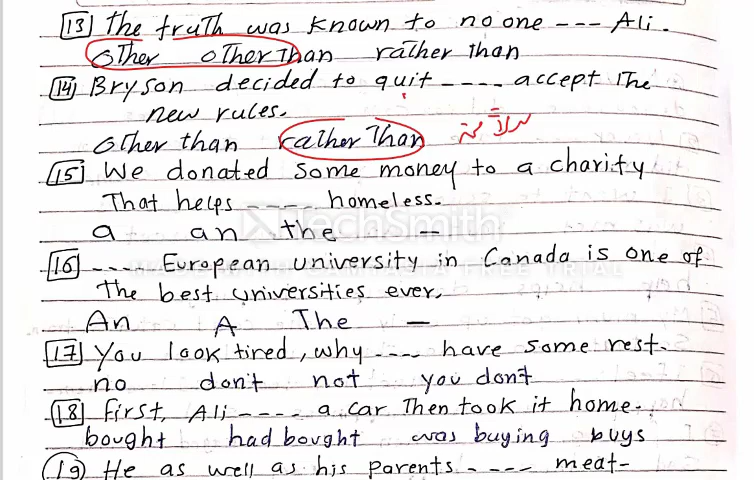 13 The truth was known to no one --- Ali.
other other than rather than
14 Bryson decided to quit ---- accept the
new rules.
other than rather than
15 We donated some money to a charity
That helps ---- homeless.
a an the –
TechSmith
16 --- European university in Canada is one of
The best universities ever.
An A The –
17 You look tired, why ---- have some rest.
no don't not you don't
18 first, Ali ---- a car Then took it home.
bought had bought was buying buys
19 He as well as his parents ---- meat-